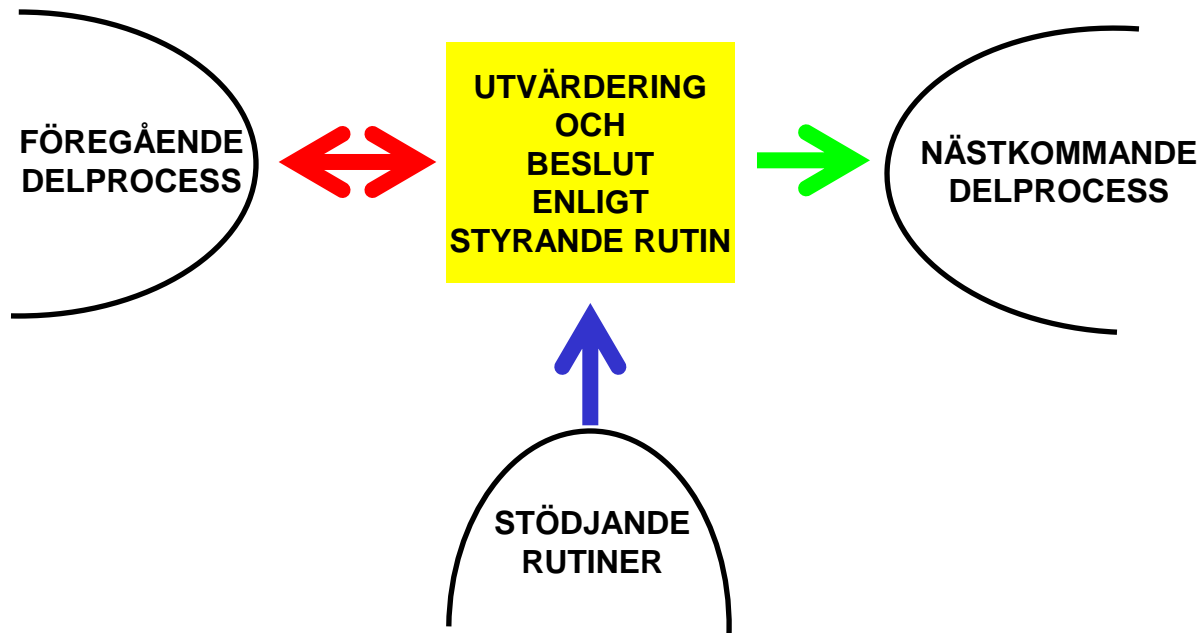 FÖREGÅENDE
DELPROCESS
UTVÄRDERING
OCH
BESLUT
ENLIGT
STYRANDE RUTIN
NÄSTKOMMANDE
DELPROCESS
STÖDJANDE
RUTINER